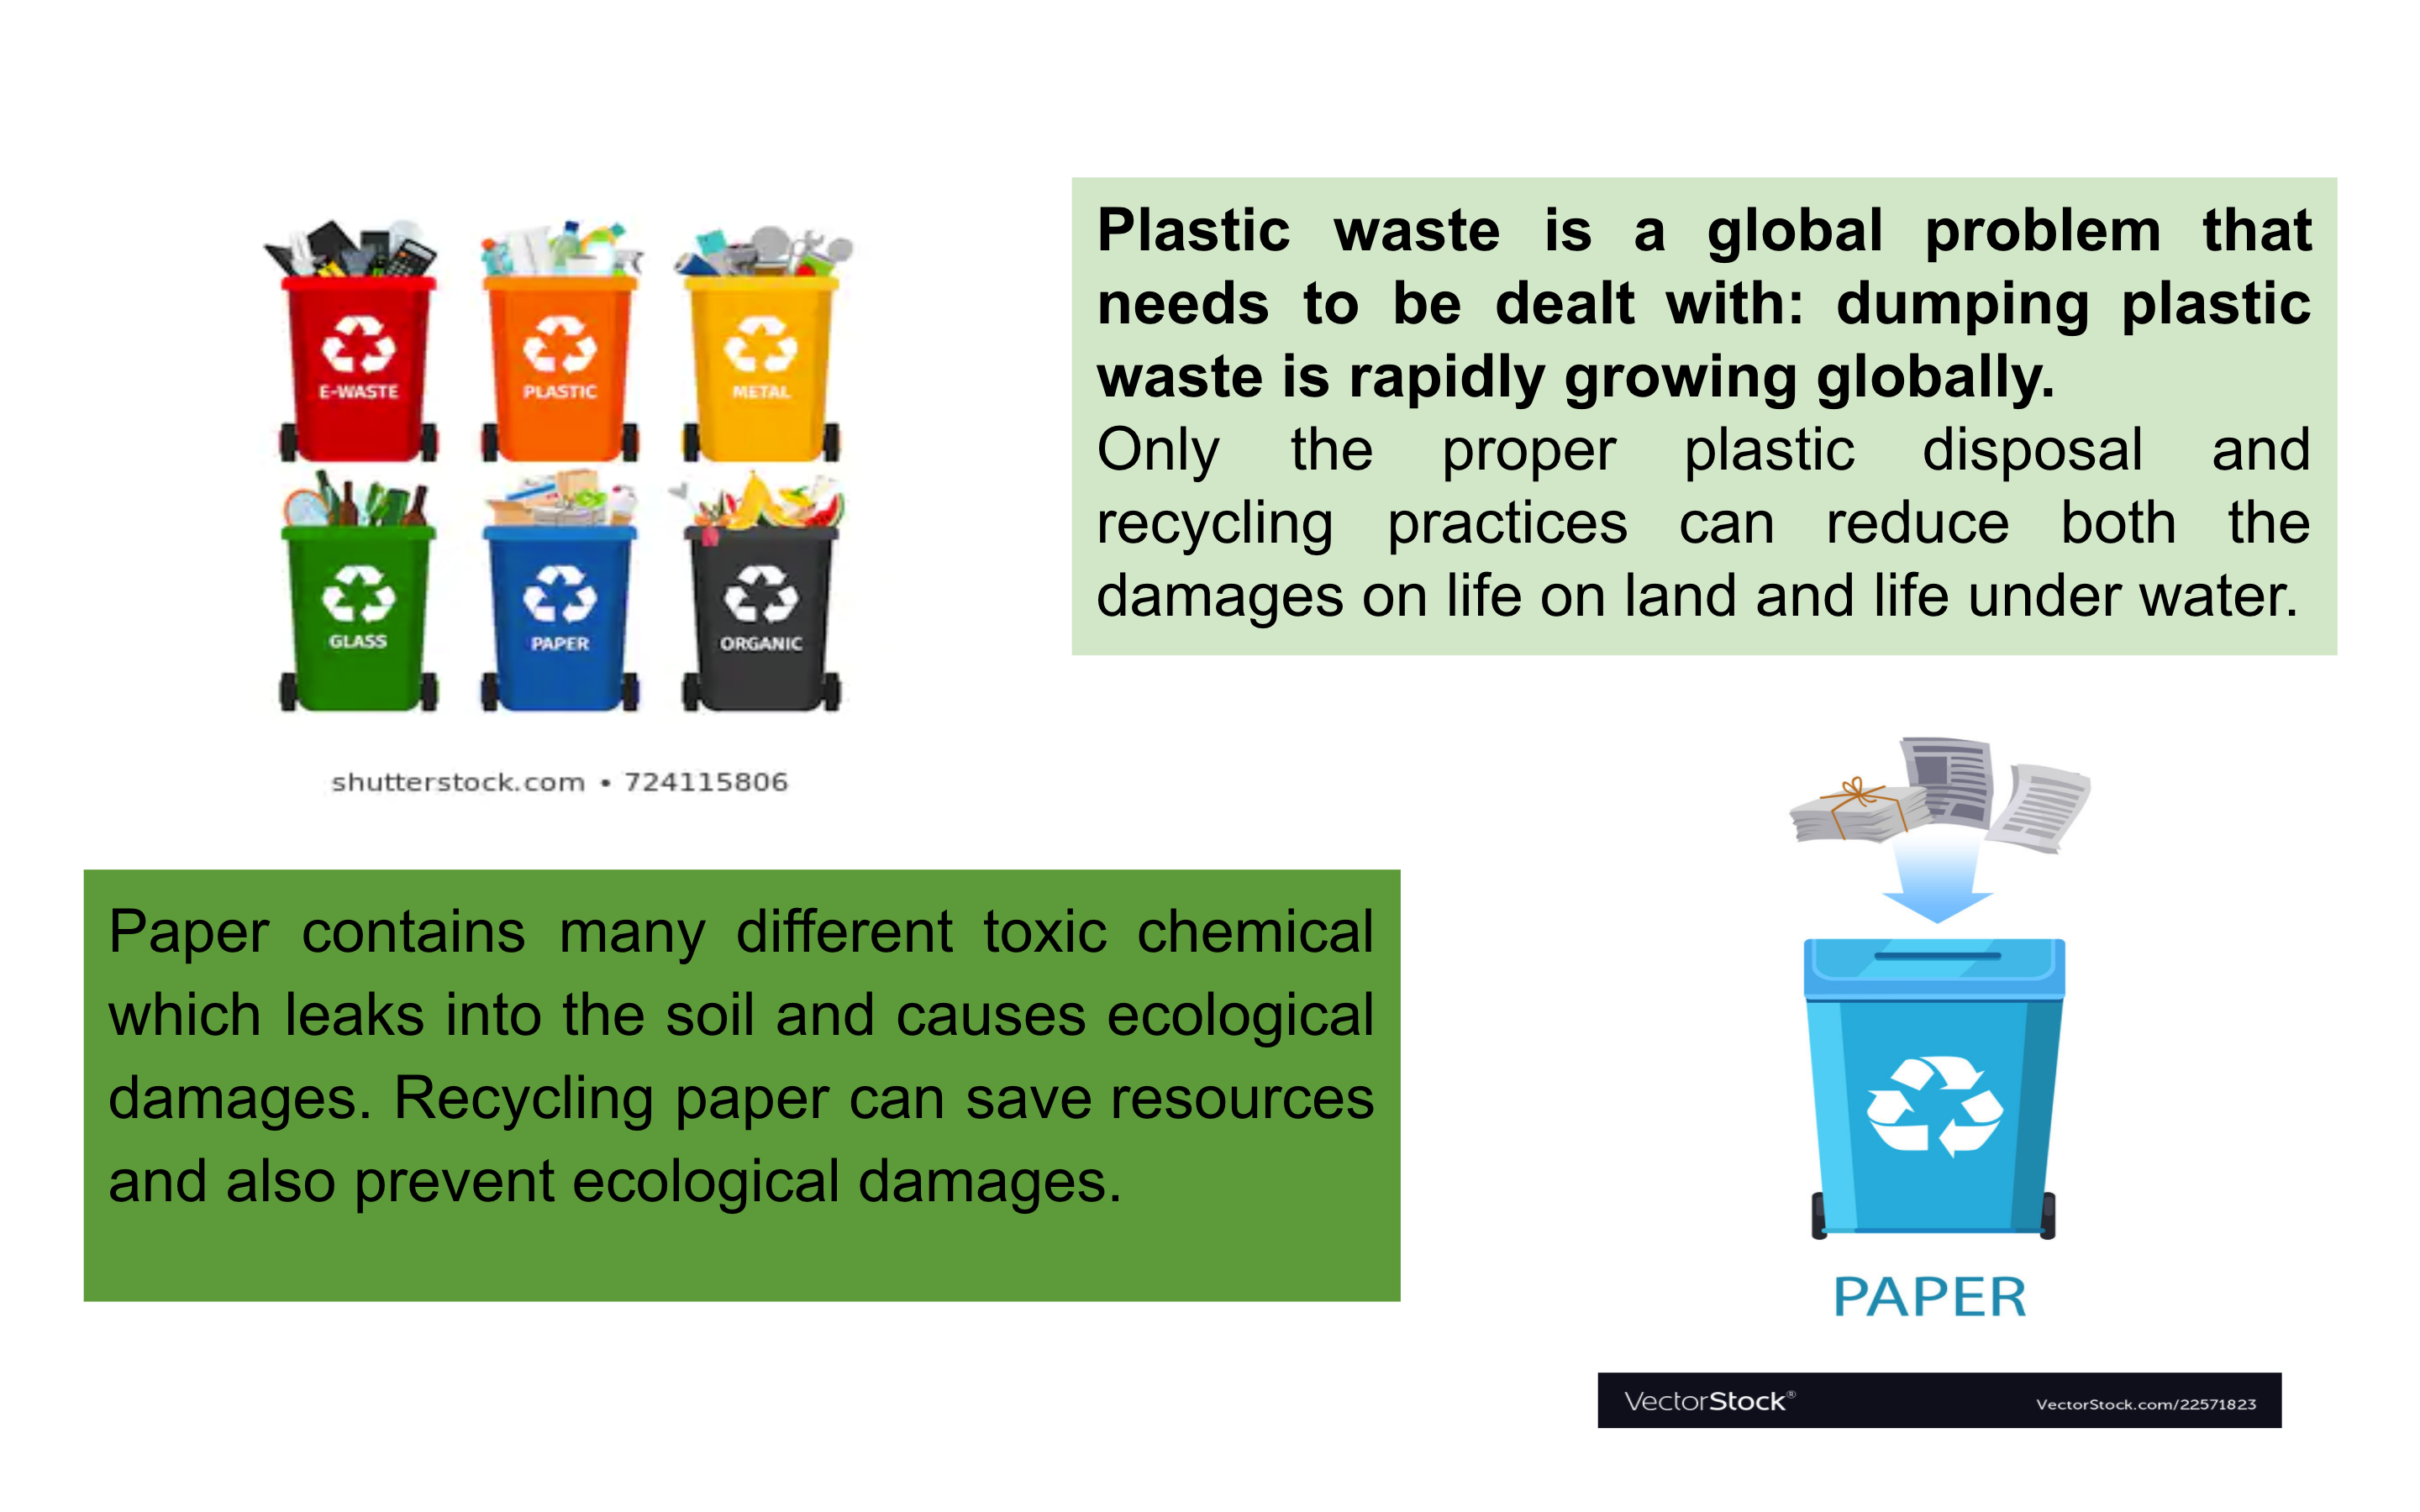 E-WASTE
PLASTIC
METAL
GLASS
PAPER
ORGANIC
shutterstock.com • 724115806
Plastic waste is a global problem that
needs to be dealt with: dumping plastic
waste is rapidly growing globally.
Only the proper plastic disposal and
recycling practices can reduce both the
damages on life on land and life under water.
Paper contains many different toxic chemical
which leaks into the soil and causes ecological
damages. Recycling paper can save resources
and also prevent ecological damages.
PAPER
VectorStock®
VectorStock.com/22571823